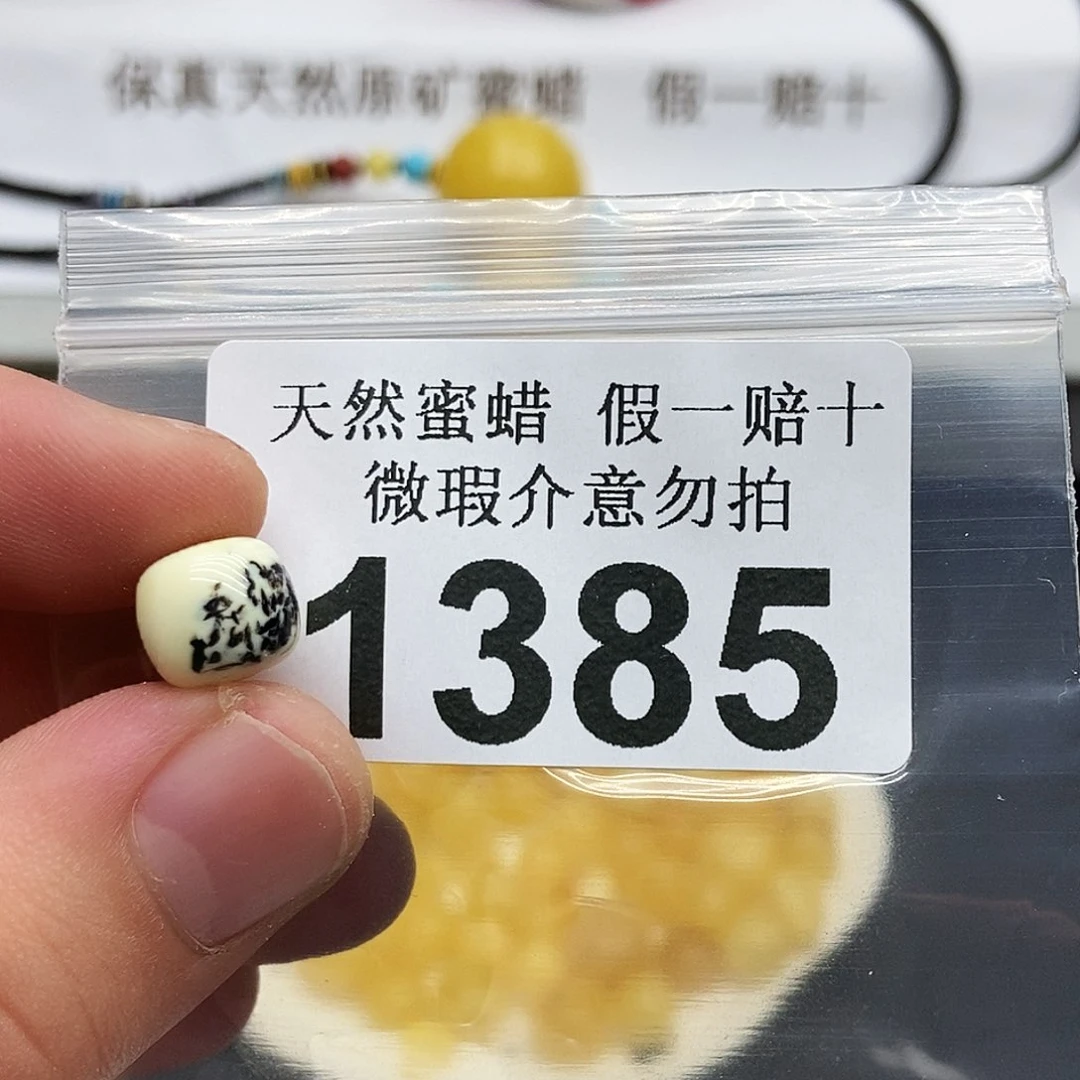 保真天然原矿蜜蜡 假一赔十
天然蜜蜡 假一赔十
微瑕介意勿拍
1385